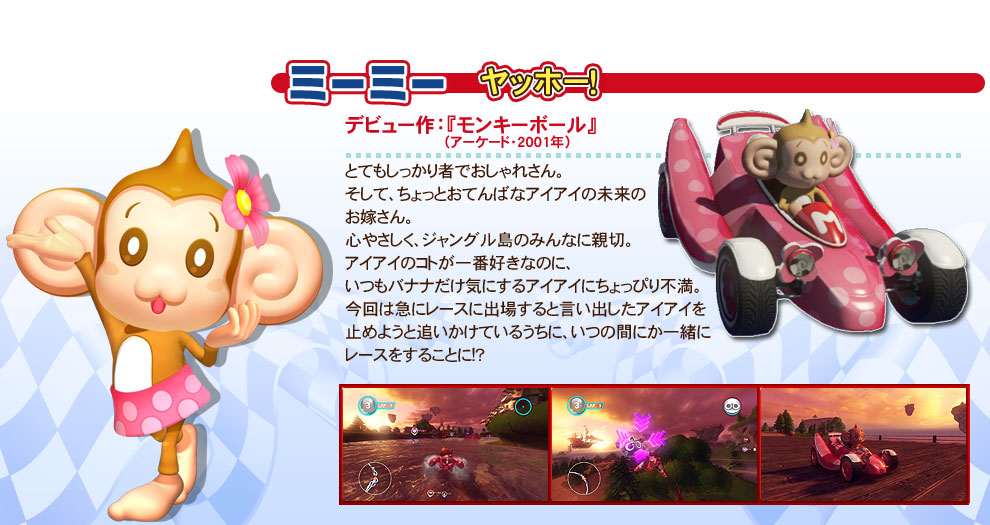 ミーミー ヤッホー!
デビュー作:『モンキーボール』
(アーケード・2001年)
とてもしっかり者でおしゃれさん。
そして、ちょっとおてんばなアイアイの未来の
お嫁さん。
心やさしく、ジャングル島のみんなに親切。
アイアイのコトが一番好きなのに、
いつもバナナだけ気にするアイアイにちょっぴり不満。
今回は急にレースに出場すると言い出したアイアイを
止めようと追いかけているうちに、いつの間にか一緒に
レースをすることに!?
M
3
3